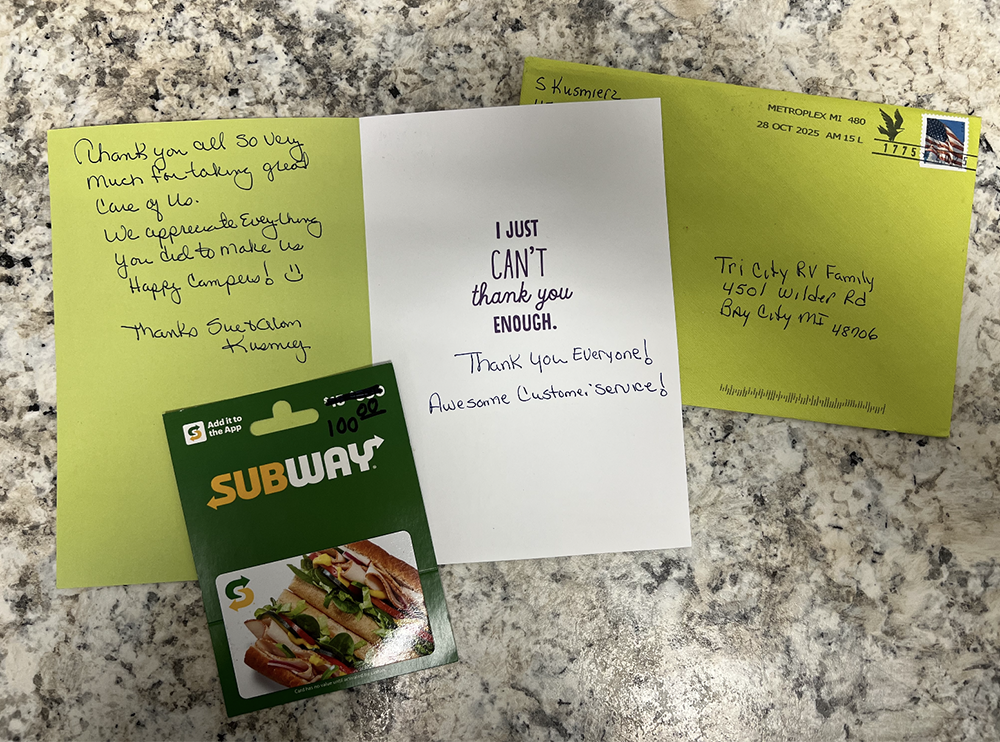 Thank you all so very
much for taking great
care of us.
We appreciate Everything
you did to make us
Happy Campers!
Thanks Sue & Alan
Kusmierz
I JUST
CAN'T
thank you
ENOUGH.
Thank you Everyone!
Awesome Customer Service!
S Kusmierz
METROPLEX MI 480
28 OCT 2025 AM 15 L
1775
Tri City RV Family
4501 Wilder Rd
Bay City MI 48706
Add it to
the App
100 00
SUBWAY